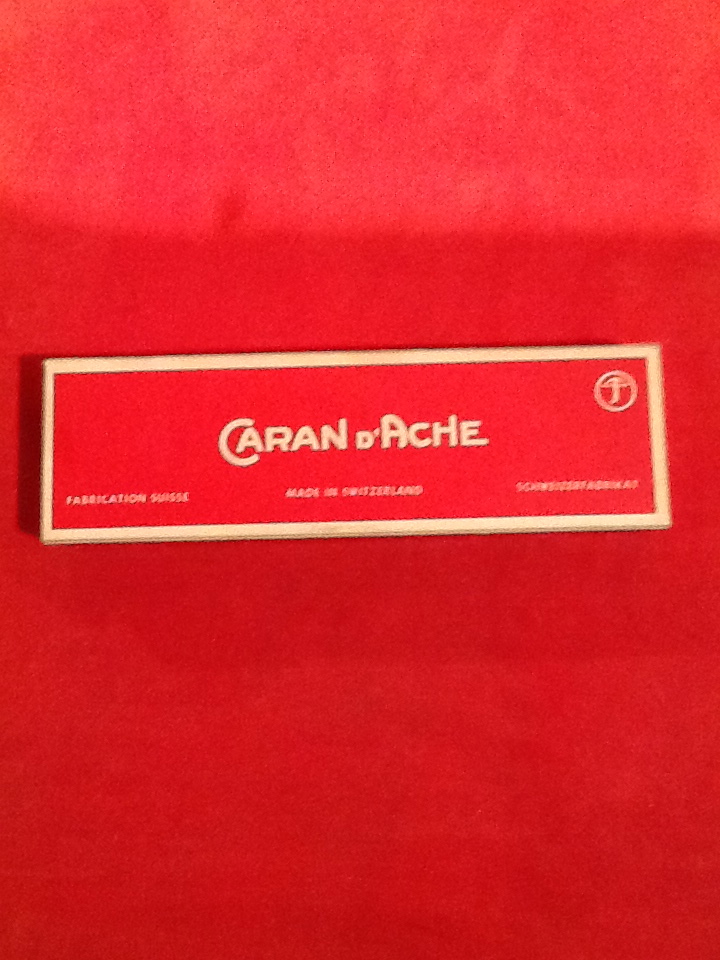 CARAN D'ACHE
FABRICATION SUISSE MADE IN SWITZERLAND SCHWEIZERFABRIKAT